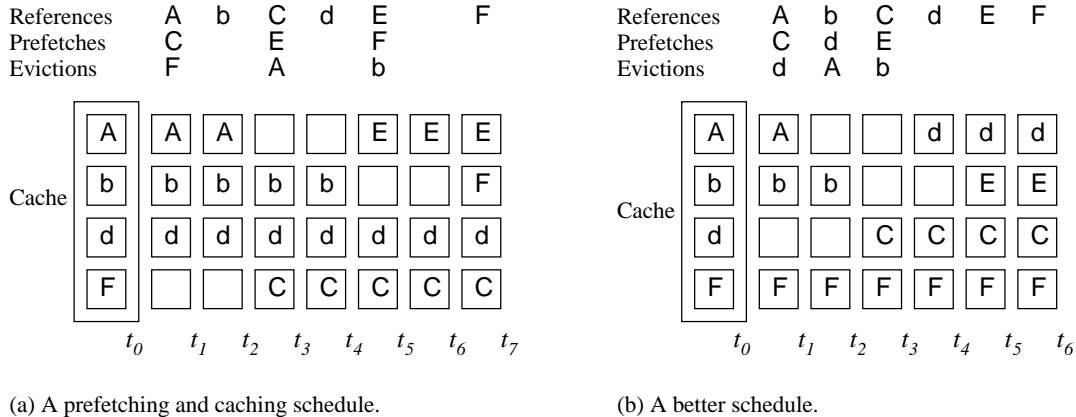 References A b C d E F
Prefetches C E F
Evictions F A b
A A A E E E
b b b b b F
Cache
d d d d d d d d
F C C C C C
t0 t1 t2 t3 t4 t5 t6 t7
(a) A prefetching and caching schedule.
References A b C d E F
Prefetches C d E
Evictions d A b
A A d d d
b b b E E
Cache
d C C C C
F F F F F F F
t0 t1 t2 t3 t4 t5 t6
(b) A better schedule.